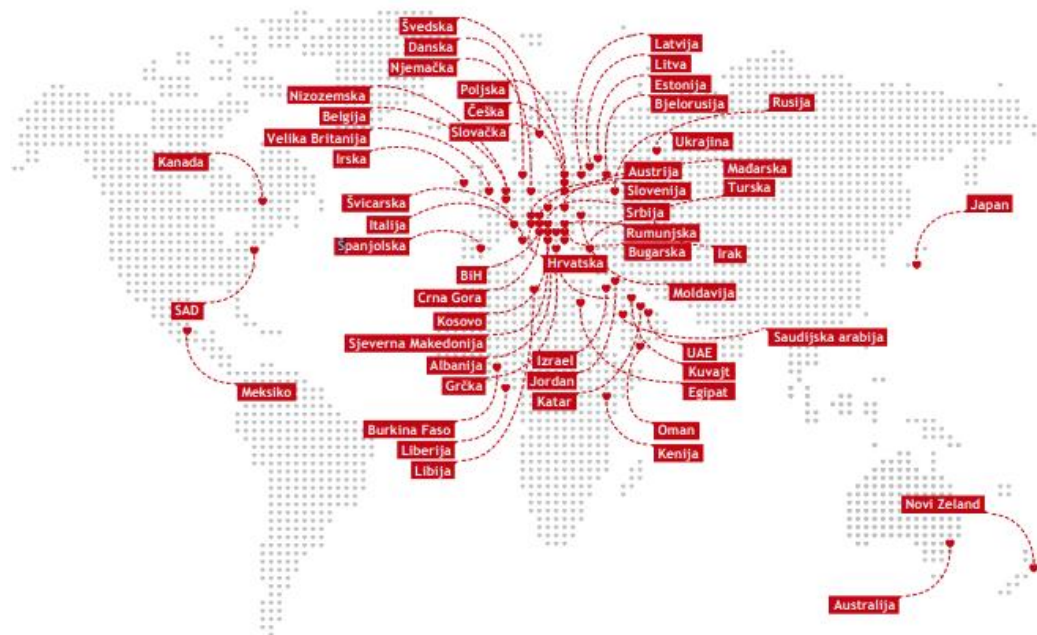 Švedska
Danska
Njemačka
Nizozemska
Belgija
Velika Britanija
Irska
Kanada
Švicarska
Italija
Španjolska
Poljska
Češka
Slovačka
Latvija
Litva
Estonija
Bjelorusija
Rusija
Ukrajina
Austrija
Mađarska
Slovenija
Turska
Srbija
Rumunjska
Bugarska
Irak
Hrvatska
Japan
BiH
Crna Gora
Kosovo
Sjeverna Makedonija
Albanija
Grčka
Moldavija
SAD
Meksiko
Saudijska arabija
Izrael
Jordan
Katar
UAE
Kuvajt
Egipat
Burkina Faso
Liberija
Libija
Oman
Kenija
Novi Zeland
Australija